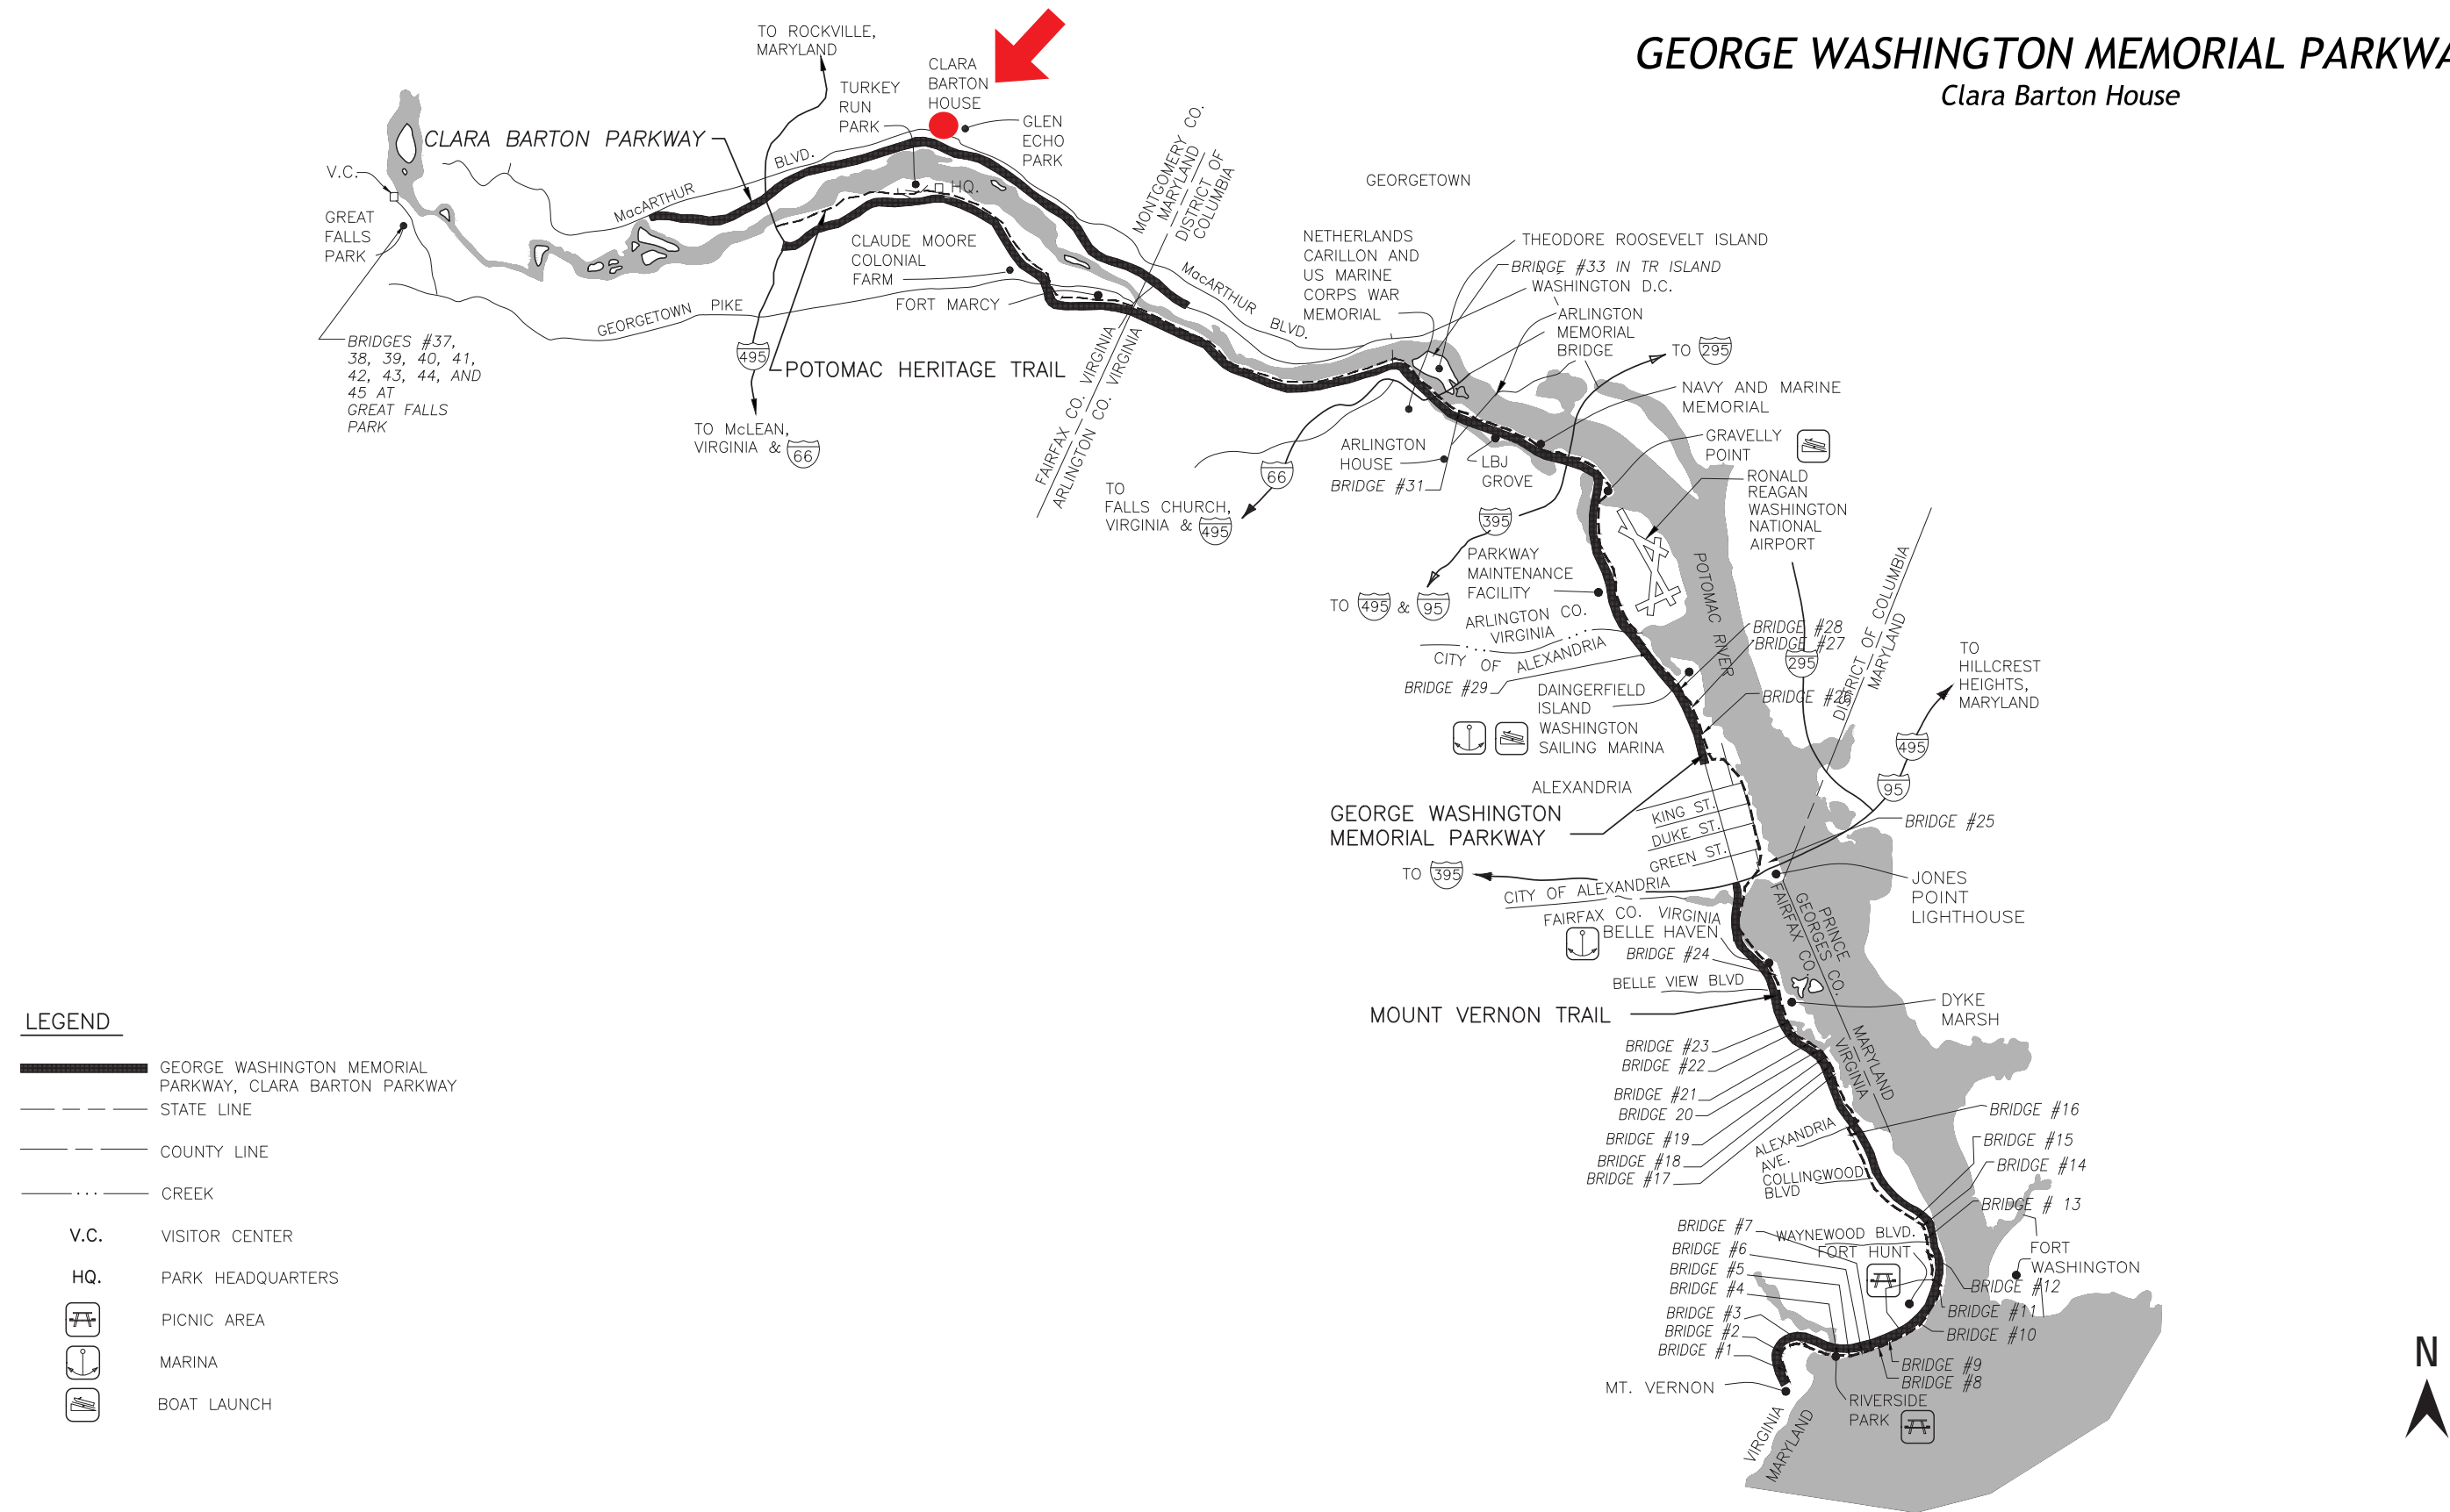 GEORGE WASHINGTON MEMORIAL PARKWA
Clara Barton House
TO ROCKVILLE,
MARYLAND
CLARA
BARTON
HOUSE
TURKEY
RUN
PARK
GLEN
ECHO
PARK
CLARA BARTON PARKWAY
V.C.
GREAT
FALLS
PARK
MacARTHUR
BLVD.
HQ.
MONTGOMERY CO.
MARYLAND
DISTRICT OF
COLUMBIA
GEORGETOWN
CLAUDE MOORE
COLONIAL
FARM
FORT MARCY
GEORGETOWN PIKE
MacARTHUR
BLVD.
NETHERLANDS
CARILLON AND
US MARINE
CORPS WAR
MEMORIAL
THEODORE ROOSEVELT ISLAND
BRIDGE #33 IN TR ISLAND
WASHINGTON D.C.
ARLINGTON
MEMORIAL
BRIDGE
TO 295
BRIDGES #37,
38, 39, 40, 41,
42, 43, 44, AND
45 AT
GREAT FALLS
PARK
495
POTOMAC HERITAGE TRAIL
TO McLEAN,
VIRGINIA &
66
FAIRFAX CO. VIRGINIA
ARLINGTON CO. VIRGINIA
NAVY AND MARINE
MEMORIAL
GRAVELLY
POINT
ARLINGTON
HOUSE
BRIDGE #31
LBJ
GROVE
66
TO
FALLS CHURCH,
VIRGINIA &
495
RONALD
REAGAN
WASHINGTON
NATIONAL
AIRPORT
395
PARKWAY
MAINTENANCE
FACILITY
TO 495 & 95
POTOMAC RIVER
ARLINGTON CO.
VIRGINIA
CITY OF ALEXANDRIA
BRIDGE #29
BRIDGE #28
BRIDGE #27
295
BRIDGE #26
DISTRICT OF COLUMBIA
MARYLAND
TO
HILLCREST
HEIGHTS,
MARYLAND
DAINGERFIELD
ISLAND
WASHINGTON
SAILING MARINA
495
95
ALEXANDRIA
GEORGE WASHINGTON
MEMORIAL PARKWAY
KING ST.
DUKE ST.
GREEN ST.
BRIDGE #25
TO 395
CITY OF ALEXANDRIA
FAIRFAX CO. VIRGINIA
JONES
POINT
LIGHTHOUSE
PRINCE
GEORGES CO.
FAIRFAX CO.
BELLE HAVEN
BRIDGE #24
BELLE VIEW BLVD
MOUNT VERNON TRAIL
DYKE
MARSH
MARYLAND
VIRGINIA
BRIDGE #23
BRIDGE #22
BRIDGE #21
BRIDGE 20
BRIDGE #19
BRIDGE #18
BRIDGE #17
ALEXANDRIA
AVE.
COLLINGWOOD
BLVD
BRIDGE #16
BRIDGE #15
BRIDGE #14
BRIDGE # 13
BRIDGE #7
BRIDGE #6
BRIDGE #5
BRIDGE #4
BRIDGE #3
BRIDGE #2
BRIDGE #1
WAYNEWOOD BLVD.
FORT HUNT
FORT
WASHINGTON
BRIDGE #12
BRIDGE #11
BRIDGE #10
BRIDGE #9
BRIDGE #8
MT. VERNON
RIVERSIDE
PARK
VIRGINIA
MARYLAND
N
LEGEND
GEORGE WASHINGTON MEMORIAL
PARKWAY, CLARA BARTON PARKWAY
STATE LINE
COUNTY LINE
CREEK
V.C. VISITOR CENTER
HQ. PARK HEADQUARTERS
PICNIC AREA
MARINA
BOAT LAUNCH